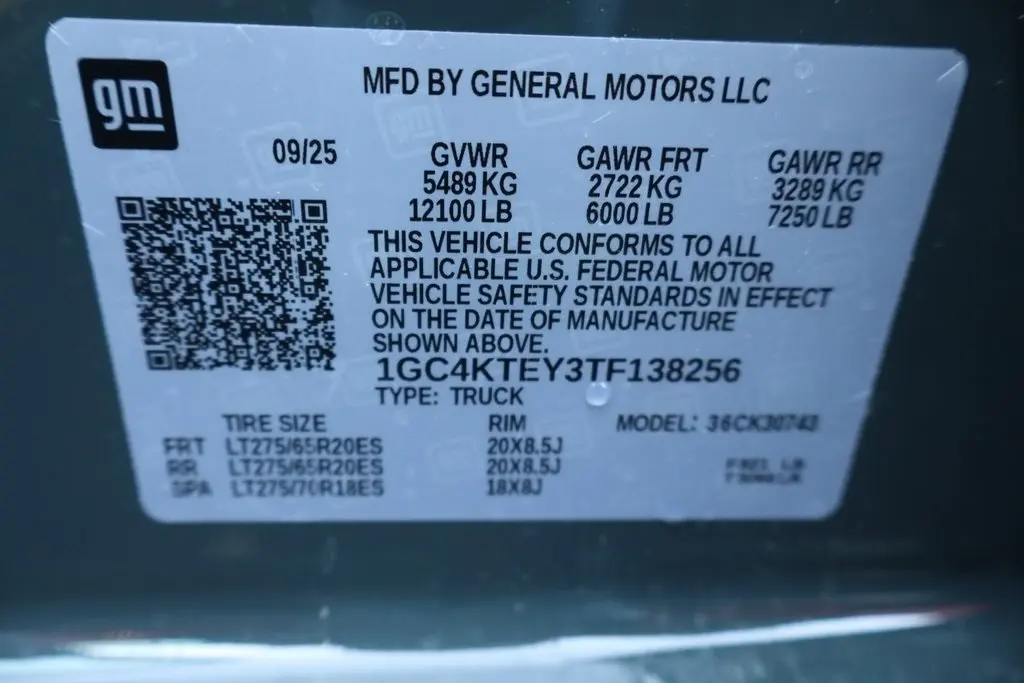 gm
MFD BY GENERAL MOTORS LLC
09/25 GVWR GAWR FRT GAWR RR
5489 KG 2722 KG 3289 KG
12100 LB 6000 LB 7250 LB
THIS VEHICLE CONFORMS TO ALL
APPLICABLE U.S. FEDERAL MOTOR
VEHICLE SAFETY STANDARDS IN EFFECT
ON THE DATE OF MANUFACTURE
SHOWN ABOVE.
1GC4KTEY3TF138256
TYPE: TRUCK
TIRE SIZE RIM MODEL: 36CK30743
FRT LT275/65R20ES 20X8.5J
RR LT275/65R20ES 20X8.5J
SPA LT275/70R18ES 18X8J